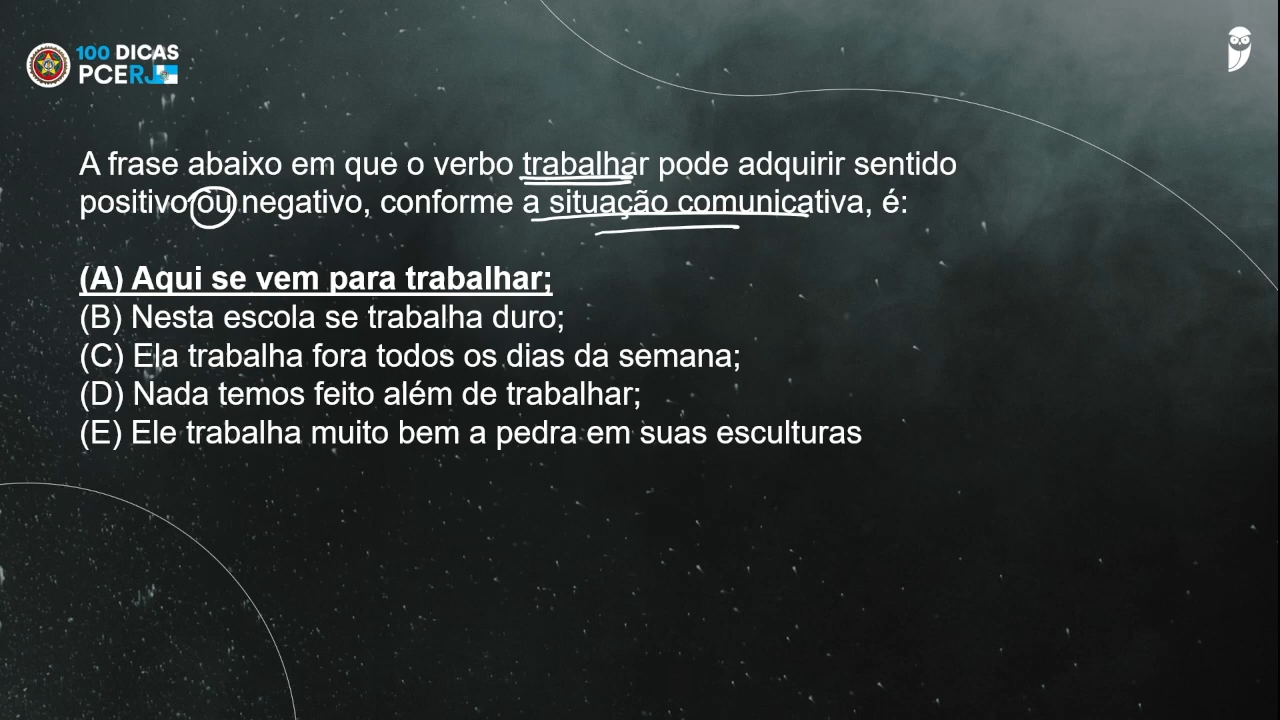 100 DICAS
PCERJ
A frase abaixo em que o verbo trabalhar pode adquirir sentido
positivo ou negativo, conforme a situação comunicativa, é:
(A) Aqui se vem para trabalhar;
(B) Nesta escola se trabalha duro;
(C) Ela trabalha fora todos os dias da semana;
(D) Nada temos feito além de trabalhar;
(E) Ele trabalha muito bem a pedra em suas esculturas